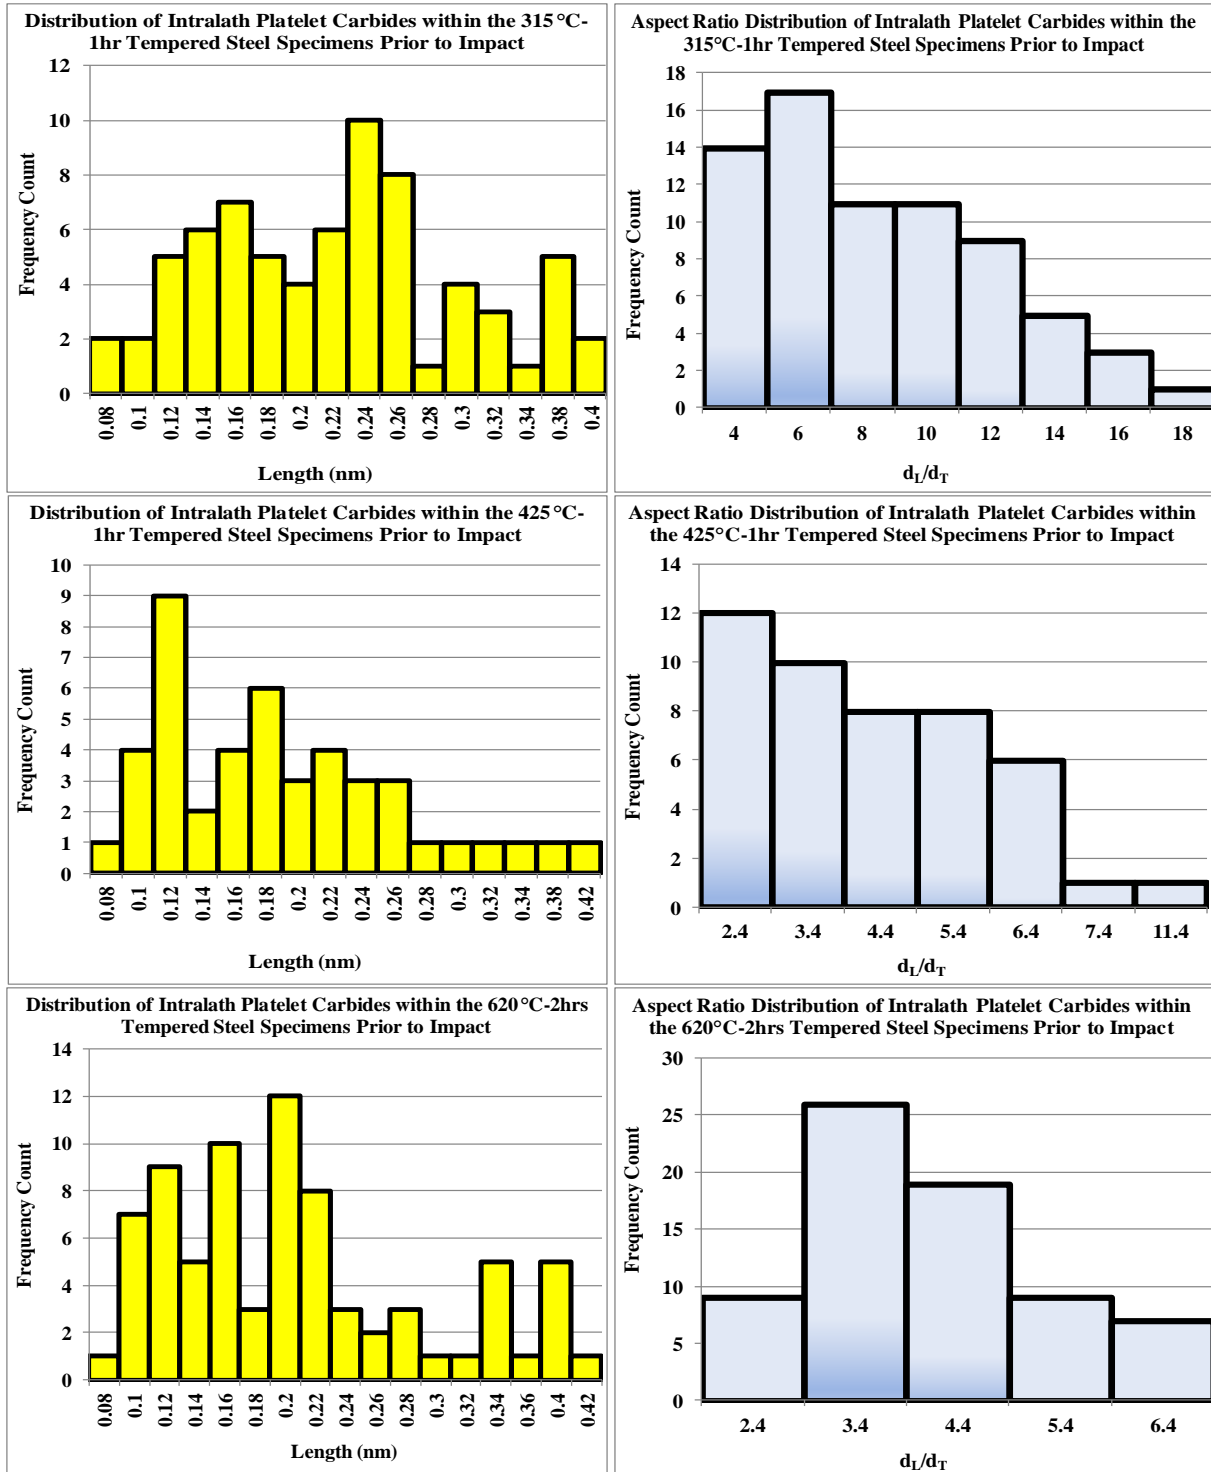 Distribution of Intralath Platelet Carbides within the 315°C-
1hr Tempered Steel Specimens Prior to Impact
12
10
8
6
4
2
0
Frequency Count
0.08 0.1 0.12 0.14 0.16 0.18 0.2 0.22 0.24 0.26 0.28 0.3 0.32 0.34 0.38 0.4
Length (nm)
Aspect Ratio Distribution of Intralath Platelet Carbides within the
315°C-1hr Tempered Steel Specimens Prior to Impact
18
16
14
12
10
8
6
4
2
0
Frequency Count
4 6 8 10 12 14 16 18
dL/dT
Distribution of Intralath Platelet Carbides within the 425°C-
1hr Tempered Steel Specimens Prior to Impact
10
9
8
7
6
5
4
3
2
1
0
Frequency Count
0.08 0.1 0.12 0.14 0.16 0.18 0.2 0.22 0.24 0.26 0.28 0.3 0.32 0.34 0.38 0.42
Length (nm)
Aspect Ratio Distribution of Intralath Platelet Carbides within
the 425°C-1hr Tempered Steel Specimens Prior to Impact
14
12
10
8
6
4
2
0
Frequency Count
2.4 3.4 4.4 5.4 6.4 7.4 11.4
dL/dT
Distribution of Intralath Platelet Carbides within the 620°C-2hrs
Tempered Steel Specimens Prior to Impact
14
12
10
8
6
4
2
0
Frequency Count
0.08 0.1 0.12 0.14 0.16 0.18 0.2 0.22 0.24 0.26 0.28 0.3 0.32 0.34 0.36 0.4 0.42
Length (nm)
Aspect Ratio Distribution of Intralath Platelet Carbides within
the 620°C-2hrs Tempered Steel Specimens Prior to Impact
30
25
20
15
10
5
0
Frequency Count
2.4 3.4 4.4 5.4 6.4
dL/dT